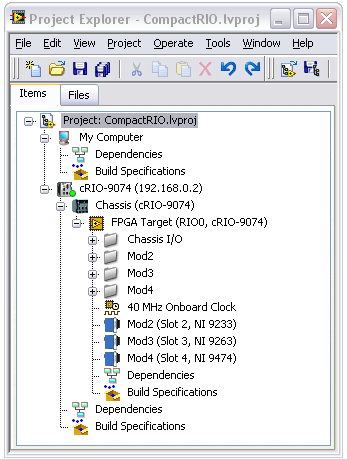 Project Explorer - CompactRIO.lvproj
File Edit View Project Operate Tools Window Help
Items Files
Project: CompactRIO.lvproj
My Computer
Dependencies
Build Specifications
cRIO-9074 (192.168.0.2)
Chassis (cRIO-9074)
FPGA Target (RIO0, cRIO-9074)
Chassis I/O
Mod2
Mod3
Mod4
40 MHz Onboard Clock
Mod2 (Slot 2, NI 9233)
Mod3 (Slot 3, NI 9263)
Mod4 (Slot 4, NI 9474)
Dependencies
Build Specifications
Dependencies
Build Specifications